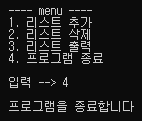 ---- menu ----
1. 리스트 추가
2. 리스트 삭제
3. 리스트 출력
4. 프로그램 종료
입력 --> 4
프로그램을 종료합니다